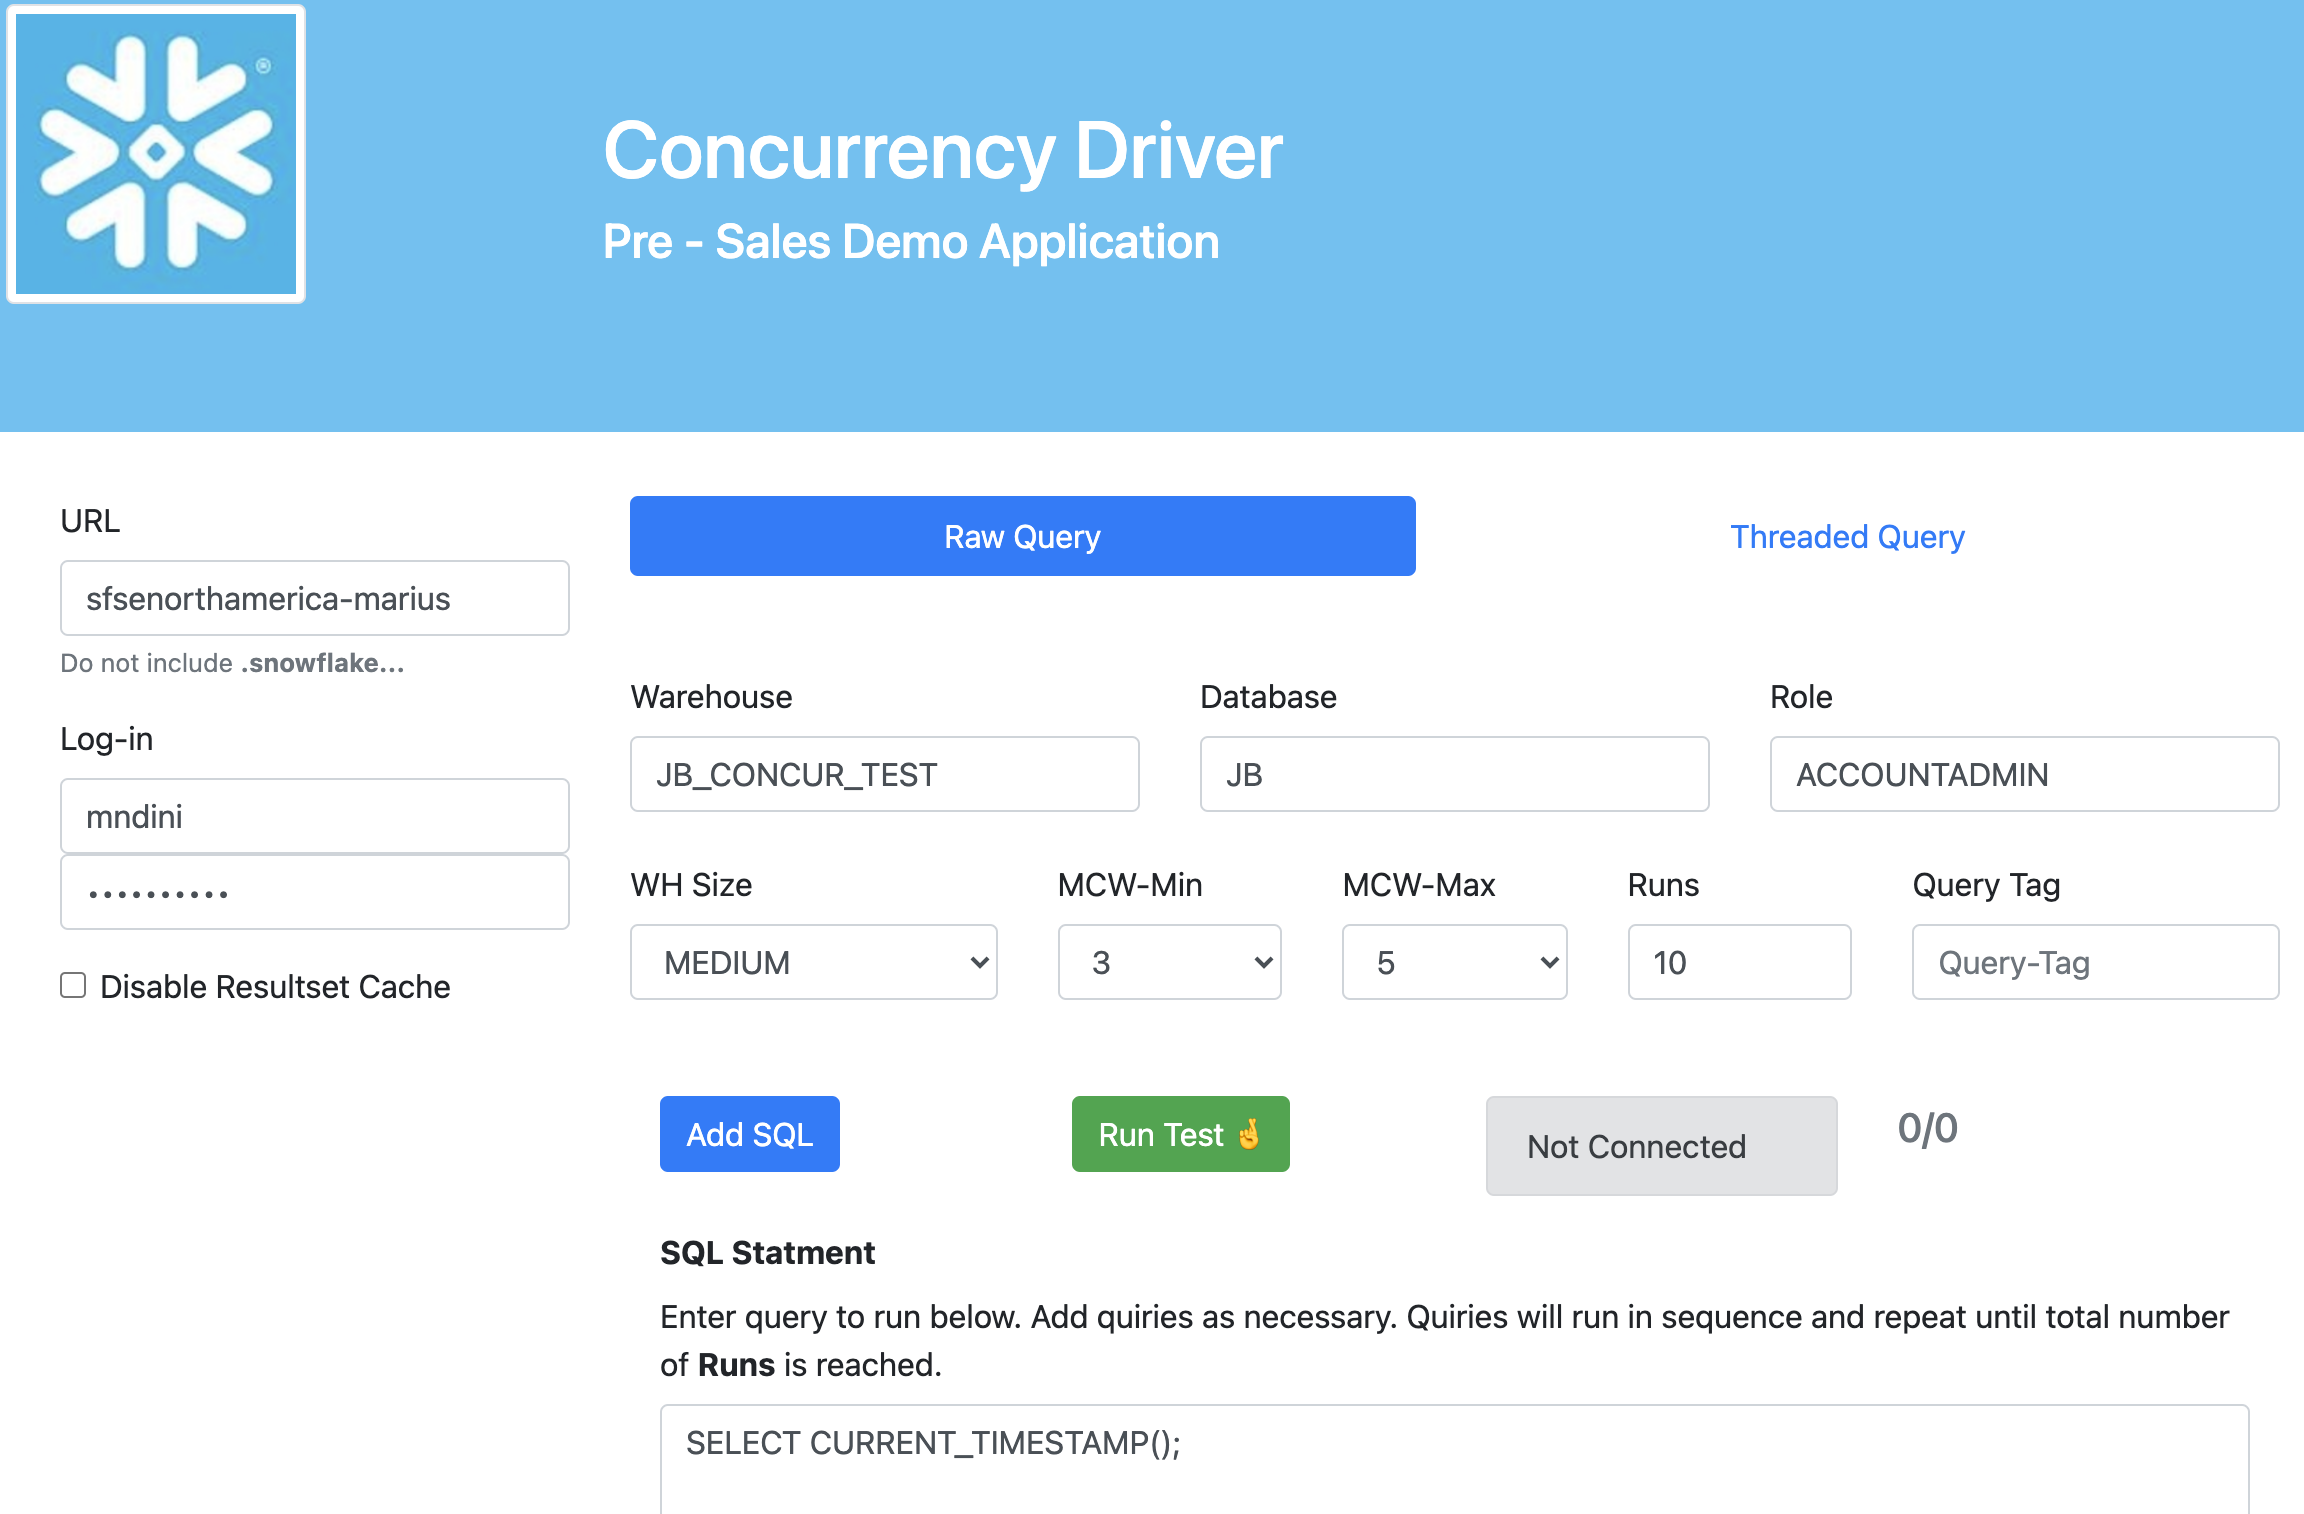 ®
Concurrency Driver
Pre - Sales Demo Application
URL
sfsenorthamerica-marius
Do not include .snowflake...
Log-in
mndini
••••••••••
Disable Resultset Cache
Raw Query
Threaded Query
Warehouse
Database
Role
JB_CONCUR_TEST
JB
ACCOUNTADMIN
WH Size
MCW-Min
MCW-Max
Runs
Query Tag
MEDIUM
3
5
10
Query-Tag
Add SQL
Run Test 🤞
Not Connected
0/0
SQL Statment
Enter query to run below. Add quiries as necessary. Quiries will run in sequence and repeat until total number
of Runs is reached.
SELECT CURRENT_TIMESTAMP();